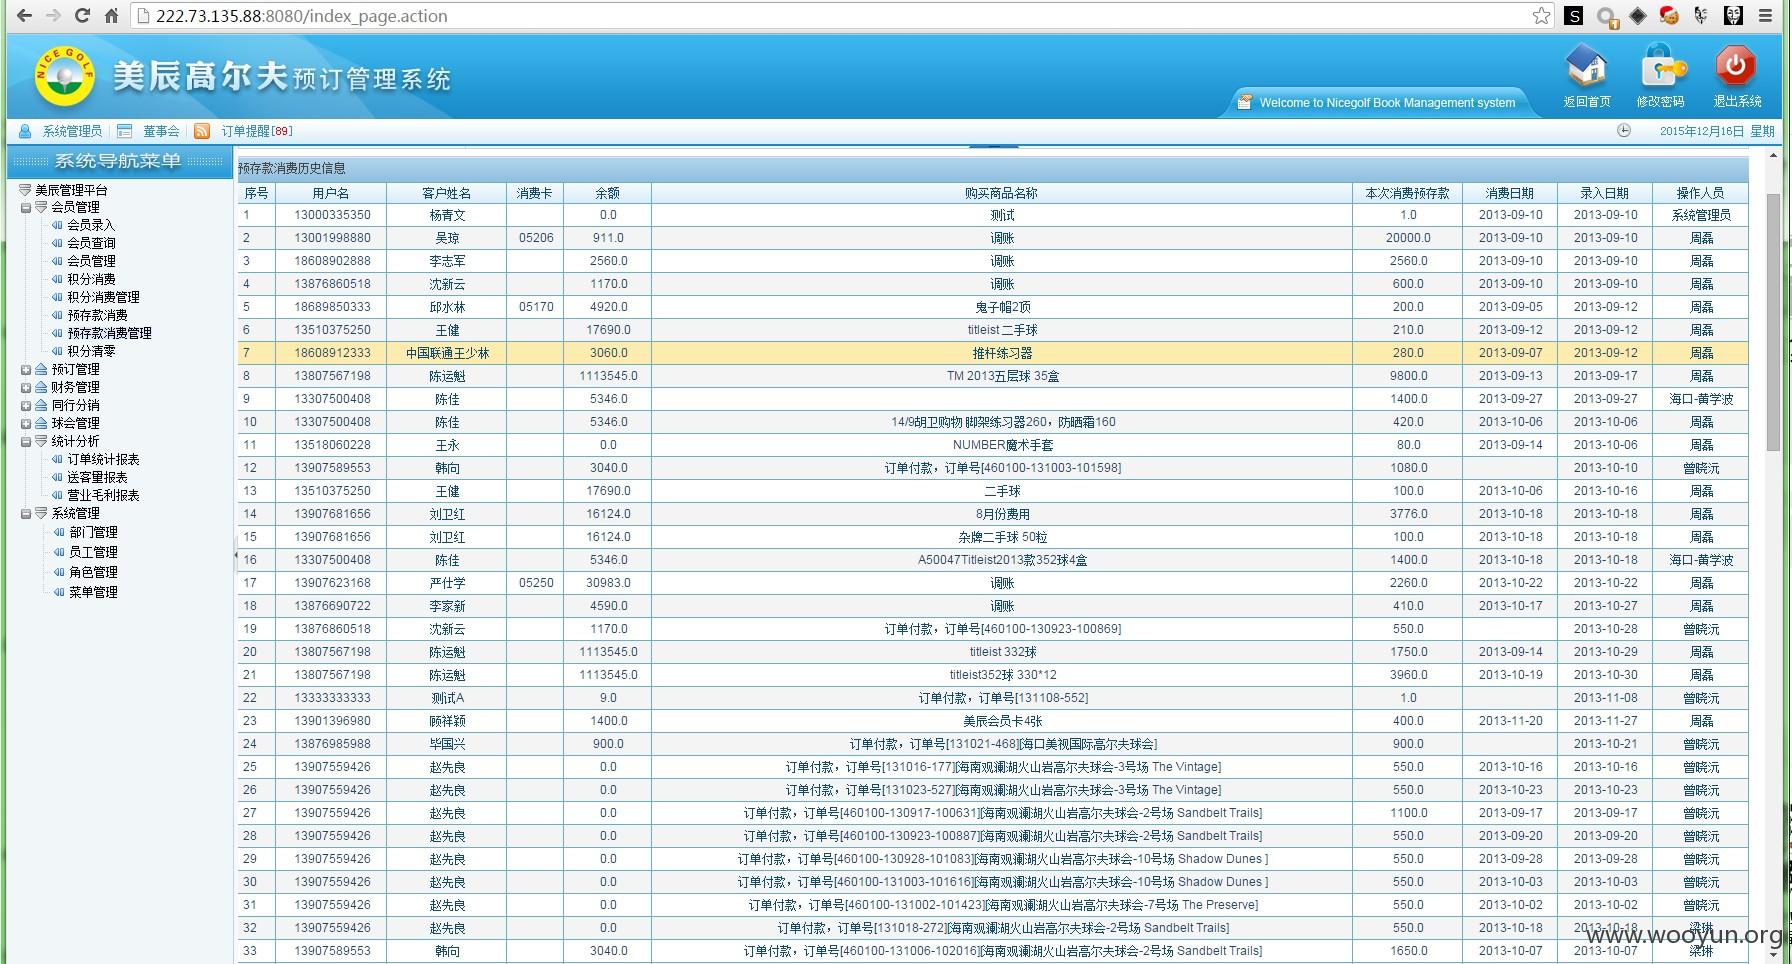 222.73.135.88:8080/index_page.action
NICE GOLF
美辰高尔夫预订管理系统
Welcome to Nicegolf Book Management system
返回首页 修改密码 退出系统
系统管理员 董事会 订单提醒[89]
2015年12月16日 星期
系统导航菜单
美辰管理平台
会员管理
会员录入
会员查询
会员管理
积分消费
积分消费管理
预存款消费
预存款消费管理
积分清零
预订管理
财务管理
同行分销
球会管理
统计分析
订单统计报表
送客量报表
营业毛利报表
系统管理
部门管理
员工管理
角色管理
菜单管理
预存款消费历史信息
序号 用户名 客户姓名 消费卡 余额 购买商品名称 本次消费预存款 消费日期 录入日期 操作人员
1 13000335350 杨青文 0.0 测试 1.0 2013-09-10 2013-09-10 系统管理员
2 13001998880 吴琼 05206 911.0 调账 20000.0 2013-09-10 2013-09-10 周磊
3 18608902888 李志军 2560.0 调账 2560.0 2013-09-10 2013-09-10 周磊
4 13876860518 沈新云 1170.0 调账 600.0 2013-09-10 2013-09-10 周磊
5 18689850333 邱水林 05170 4920.0 鬼子帽2顶 200.0 2013-09-05 2013-09-12 周磊
6 13510375250 王健 17690.0 titleist 二手球 210.0 2013-09-12 2013-09-12 周磊
7 18608912333 中国联通王少林 3060.0 推杆练习器 280.0 2013-09-07 2013-09-12 周磊
8 13807567198 陈运魁 1113545.0 TM 2013五层球 35盒 9800.0 2013-09-13 2013-09-17 周磊
9 13307500408 陈佳 5346.0 1400.0 2013-09-27 2013-09-27 海口-黄学波
10 13307500408 陈佳 5346.0 14/9胡卫购物 脚架练习器260，防晒霜160 420.0 2013-10-06 2013-10-06 周磊
11 13518060228 王永 0.0 NUMBER魔术手套 80.0 2013-09-14 2013-10-06 周磊
12 13907589553 韩向 3040.0 订单付款，订单号[460100-131003-101598] 1080.0 2013-10-10 曾晓沅
13 13510375250 王健 17690.0 二手球 100.0 2013-10-06 2013-10-16 周磊
14 13907681656 刘卫红 16124.0 8月份费用 3776.0 2013-10-18 2013-10-18 周磊
15 13907681656 刘卫红 16124.0 杂牌二手球 50粒 100.0 2013-10-18 2013-10-18 周磊
16 13307500408 陈佳 5346.0 A50047Titleist2013款352球4盒 1400.0 2013-10-18 2013-10-18 海口-黄学波
17 13907623168 严仕学 05250 30983.0 调账 2260.0 2013-10-22 2013-10-22 周磊
18 13876690722 李家新 4590.0 调账 410.0 2013-10-17 2013-10-27 周磊
19 13876860518 沈新云 1170.0 订单付款，订单号[460100-130923-100869] 550.0 2013-10-28 曾晓沅
20 13807567198 陈运魁 1113545.0 titleist 332球 1750.0 2013-09-14 2013-10-29 周磊
21 13807567198 陈运魁 1113545.0 titleist352球 330*12 3960.0 2013-10-19 2013-10-30 周磊
22 13333333333 测试A 9.0 订单付款，订单号[131108-552] 1.0 2013-11-08 曾晓沅
23 13901396980 顾祥颖 1400.0 美辰会员卡4张 400.0 2013-11-20 2013-11-27 周磊
24 13876985988 毕国兴 900.0 订单付款，订单号[131021-468][海口美视国际高尔夫球会] 900.0 2013-10-21 曾晓沅
25 13907559426 赵先良 0.0 订单付款，订单号[131016-177][海南观澜湖火山岩高尔夫球会-3号场 The Vintage] 550.0 2013-10-16 2013-10-16 曾晓沅
26 13907559426 赵先良 0.0 订单付款，订单号[131023-527][海南观澜湖火山岩高尔夫球会-3号场 The Vintage] 550.0 2013-10-23 2013-10-23 曾晓沅
27 13907559426 赵先良 0.0 订单付款，订单号[460100-130917-100631][海南观澜湖火山岩高尔夫球会-2号场 Sandbelt Trails] 1100.0 2013-09-17 2013-09-17 曾晓沅
28 13907559426 赵先良 0.0 订单付款，订单号[460100-130923-100887][海南观澜湖火山岩高尔夫球会-2号场 Sandbelt Trails] 550.0 2013-09-20 2013-09-20 曾晓沅
29 13907559426 赵先良 0.0 订单付款，订单号[460100-130928-101083][海南观澜湖火山岩高尔夫球会-10号场 Shadow Dunes ] 550.0 2013-09-28 2013-09-28 曾晓沅
30 13907559426 赵先良 0.0 订单付款，订单号[460100-131003-101616][海南观澜湖火山岩高尔夫球会-10号场 Shadow Dunes ] 550.0 2013-10-03 2013-10-03 曾晓沅
31 13907559426 赵先良 0.0 订单付款，订单号[460100-131002-101423][海南观澜湖火山岩高尔夫球会-7号场 The Preserve] 550.0 2013-10-02 2013-10-02 曾晓沅
32 13907559426 赵先良 0.0 订单付款，订单号[131018-272][海南观澜湖火山岩高尔夫球会-2号场 Sandbelt Trails] 550.0 2013-10-18 2013-10-18 梁琳
33 13907589553 韩向 3040.0 订单付款，订单号[460100-131006-102016][海南观澜湖火山岩高尔夫球会-2号场 Sandbelt Trails] 1650.0 2013-10-07 2013-10-07 梁琳
www.wooyun.org